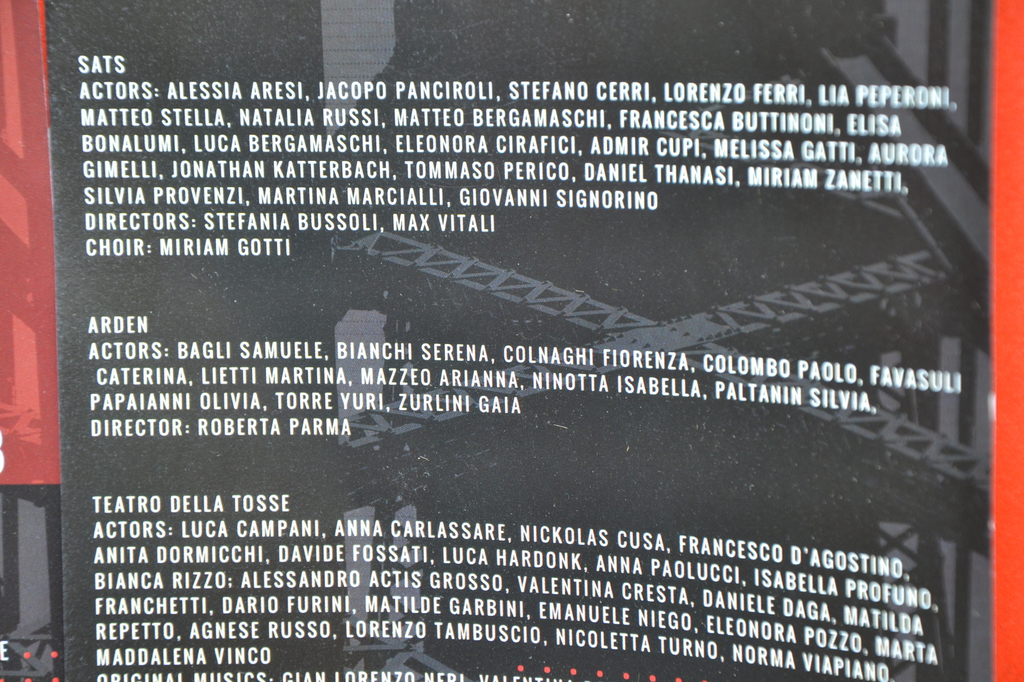 SATS
ACTORS: ALESSIA ARESI, JACOPO PANCIROLI, STEFANO CERRI, LORENZO FERRI, LIA PEPERONI,
MATTEO STELLA, NATALIA RUSSI, MATTEO BERGAMASCHI, FRANCESCA BUTTINONI, ELISA
BONALUMI, LUCA BERGAMASCHI, ELEONORA CIRAFICI, ADMIR CUPI, MELISSA GATTI, AURORA
GIMELLI, JONATHAN KATTERBACH, TOMMASO PERICO, DANIEL THANASI, MIRIAM ZANETTI,
SILVIA PROVENZI, MARTINA MARCIALLI, GIOVANNI SIGNORINO
DIRECTORS: STEFANIA BUSSOLI, MAX VITALI
CHOIR: MIRIAM GOTTI
ARDEN
ACTORS: BAGLI SAMUELE, BIANCHI SERENA, COLNAGHI FIORENZA, COLOMBO PAOLO, FAVASULI
CATERINA, LIETTI MARTINA, MAZZEO ARIANNA, NINOTTA ISABELLA, PALTANIN SILVIA,
PAPAIANNI OLIVIA, TORRE YURI, ZURLINI GAIA
DIRECTOR: ROBERTA PARMA
TEATRO DELLA TOSSE
ACTORS: LUCA CAMPANI, ANNA CARLASSARE, NICKOLAS CUSA, FRANCESCO D'AGOSTINO,
ANITA DORMICCHI, DAVIDE FOSSATI, LUCA HARDONK, ANNA PAOLUCCI, ISABELLA PROFUNO,
BIANCA RIZZO; ALESSANDRO ACTIS GROSSO, VALENTINA CRESTA, DANIELE DAGA, MATILDA
FRANCHETTI, DARIO FURINI, MATILDE GARBINI, EMANUELE NIEGO, ELEONORA POZZO, MARTA
REPETTO, AGNESE RUSSO, LORENZO TAMBUSCIO, NICOLETTA TURNO, NORMA VIAPIANO,
MADDALENA VINCO
ORIGINAL MUSICS: GIAN LORENZO NERI,